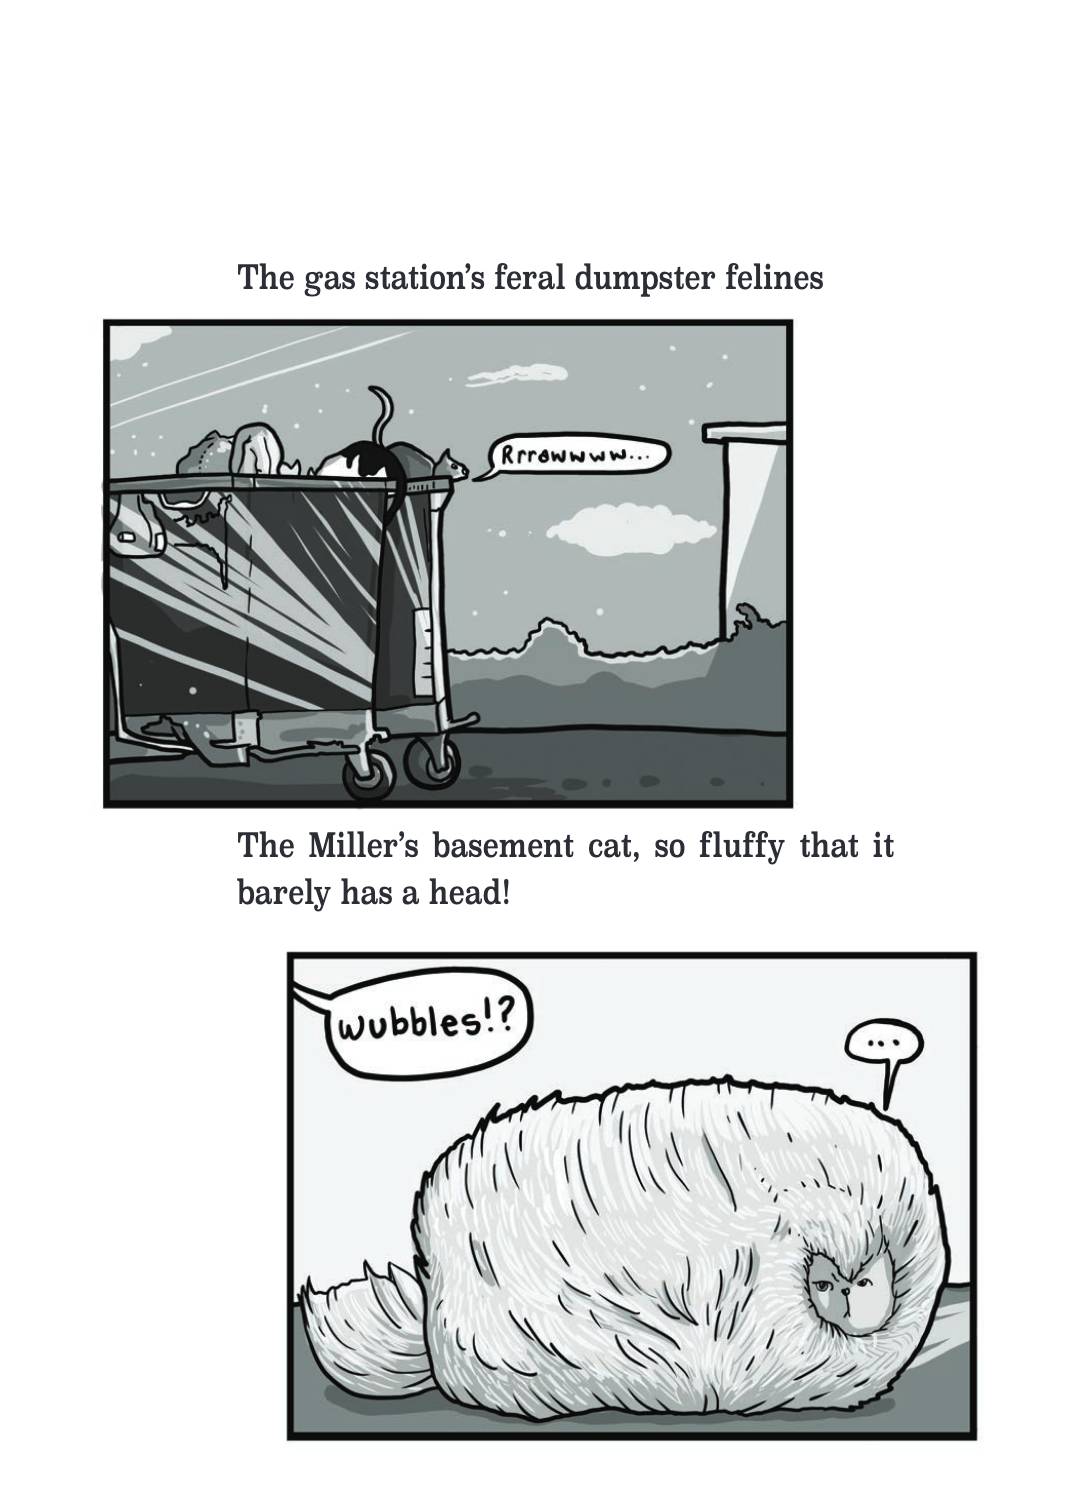 The gas station’s feral dumpster felines
Rrrowwww...
The Miller’s basement cat, so fluffy that it
barely has a head!
wubbles!?
...